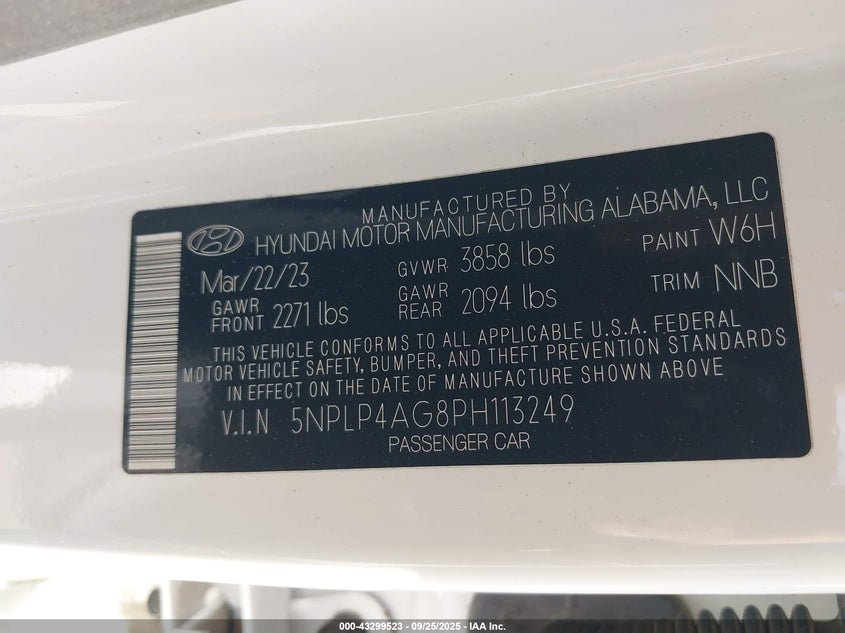 MANUFACTURED BY
HYUNDAI MOTOR MANUFACTURING ALABAMA, LLC
Mar/22/23 GVWR 3858 lbs PAINT W6H
GAWR FRONT 2271 lbs GAWR REAR 2094 lbs TRIM NNB
THIS VEHICLE CONFORMS TO ALL APPLICABLE U.S.A. FEDERAL
MOTOR VEHICLE SAFETY, BUMPER, AND THEFT PREVENTION STANDARDS
IN EFFECT ON THE DATE OF MANUFACTURE SHOWN ABOVE
V.I.N 5NPLP4AG8PH113249
PASSENGER CAR
000-43299523 - 09/25/2025 - IAA Inc.